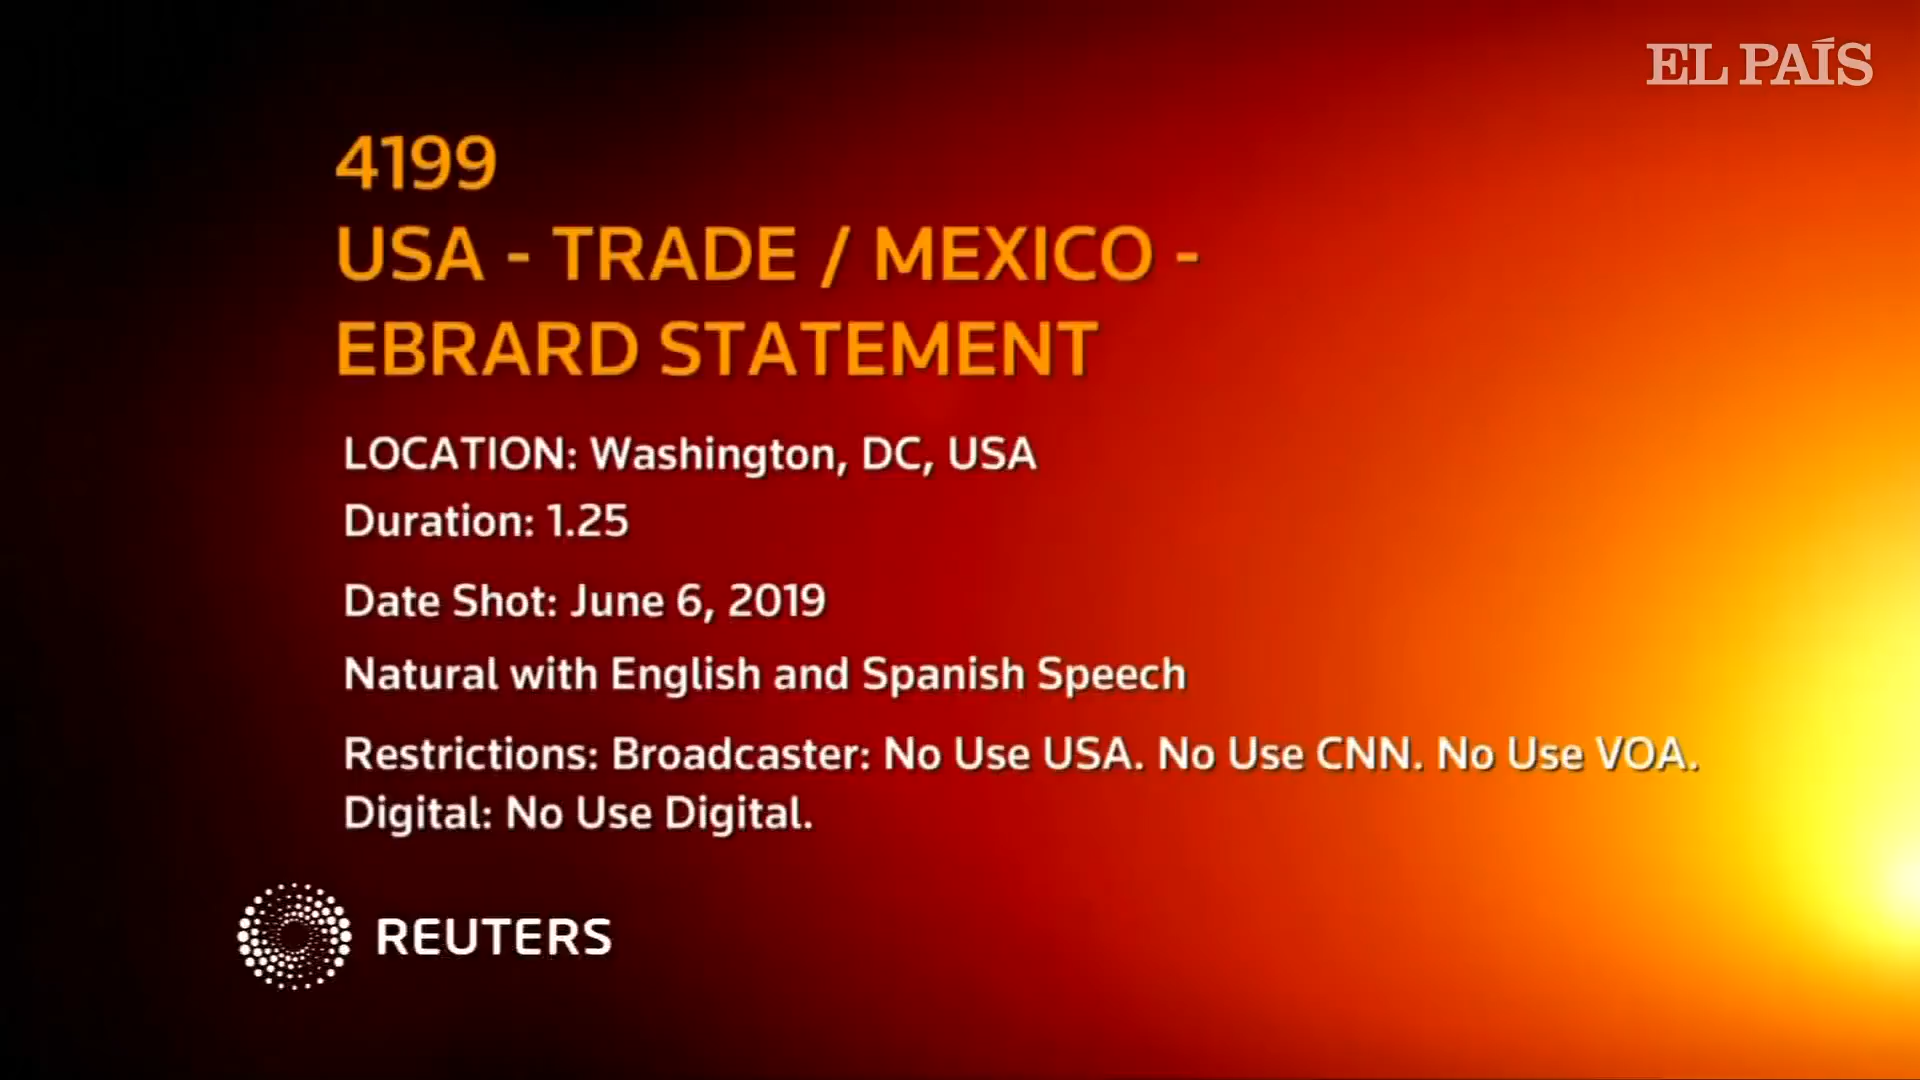 EL PAÍS
4199
USA - TRADE / MEXICO -
EBRARD STATEMENT
LOCATION: Washington, DC, USA
Duration: 1.25
Date Shot: June 6, 2019
Natural with English and Spanish Speech
Restrictions: Broadcaster: No Use USA. No Use CNN. No Use VOA.
Digital: No Use Digital.
REUTERS